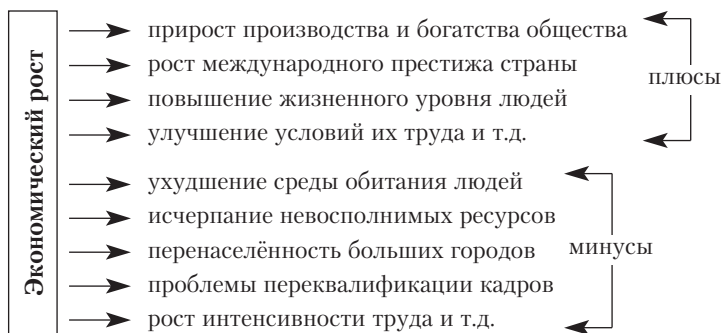 Экономический рост
прирост производства и богатства общества
рост международного престижа страны
повышение жизненного уровня людей
улучшение условий их труда и т.д.
плюсы
ухудшение среды обитания людей
исчерпание невосполнимых ресурсов
перенаселённость больших городов
проблемы переквалификации кадров
рост интенсивности труда и т.д.
минусы